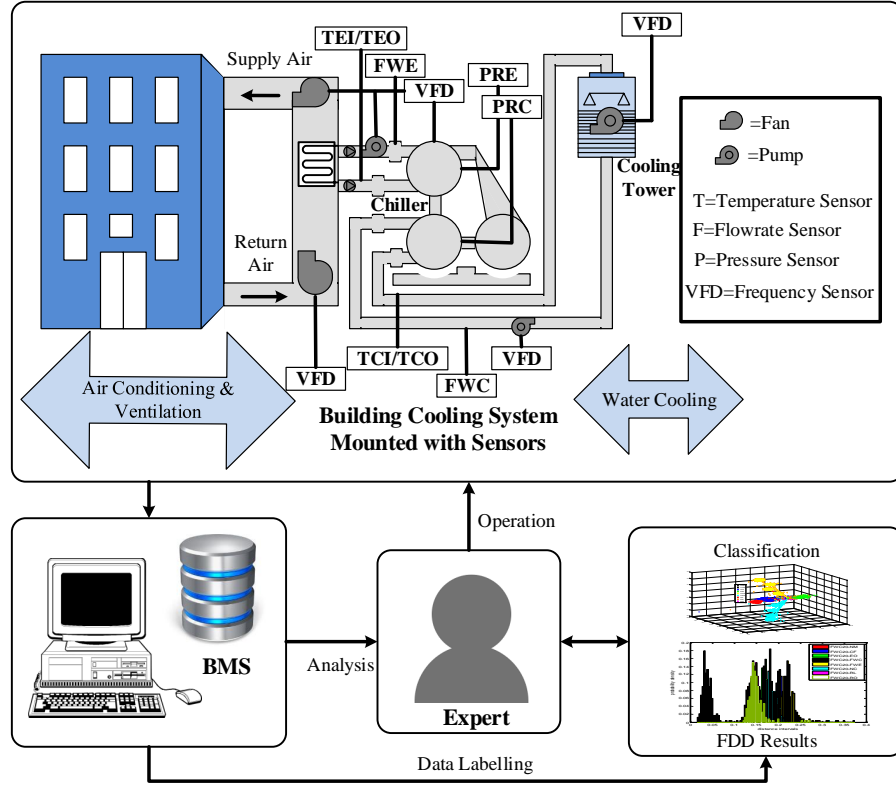 VFD
TEI/TEO
Supply Air
FWE
PRE
VFD
PRC
=Fan
=Pump
Cooling
Tower
Chiller
T=Temperature Sensor
F=Flowrate Sensor
P=Pressure Sensor
VFD=Frequency Sensor
Return
Air
TCI/TCO
VFD
VFD
FWC
Air Conditioning &
Ventilation
Building Cooling System
Mounted with Sensors
Water Cooling
Operation
Classification
BMS
Analysis
Expert
distance intervals
FDD Results
Data Labelling